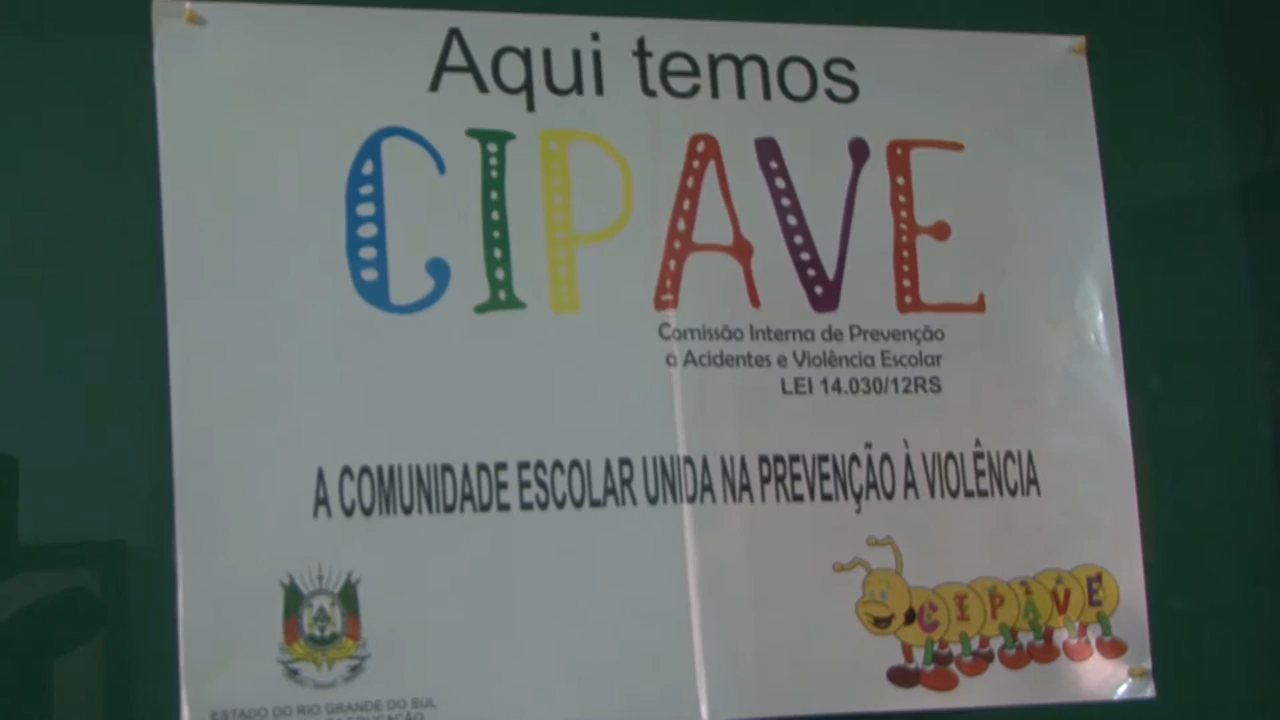 Aqui temos
CIPAVE
Comissão Interna de Prevenção
a Acidentes e Violência Escolar
LEI 14.030/12RS
A COMUNIDADE ESCOLAR UNIDA NA PREVENÇÃO À VIOLÊNCIA
CIPAVE
ESTADO DO RIO GRANDE DO SUL
EDUCAÇÃO